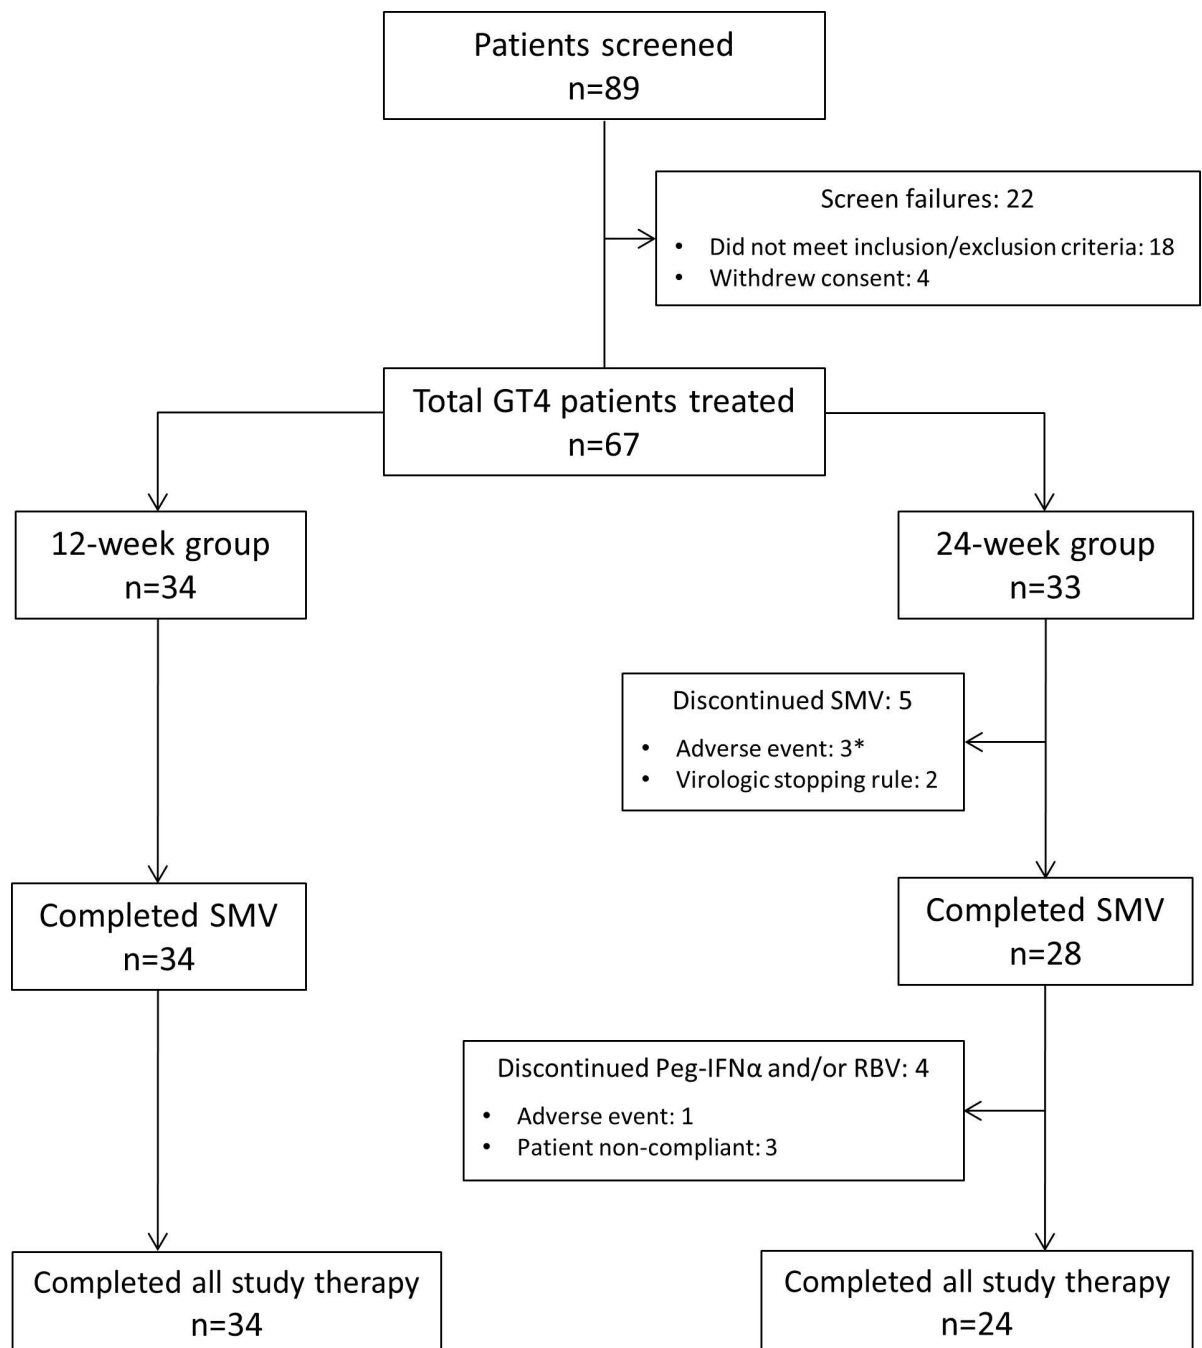 Patients screened
n=89
Screen failures: 22
• Did not meet inclusion/exclusion criteria: 18
• Withdrew consent: 4
Total GT4 patients treated
n=67
12-week group
n=34
24-week group
n=33
Discontinued SMV: 5
• Adverse event: 3*
• Virologic stopping rule: 2
Completed SMV
n=34
Completed SMV
n=28
Discontinued Peg-IFNα and/or RBV: 4
• Adverse event: 1
• Patient non-compliant: 3
Completed all study therapy
n=34
Completed all study therapy
n=24